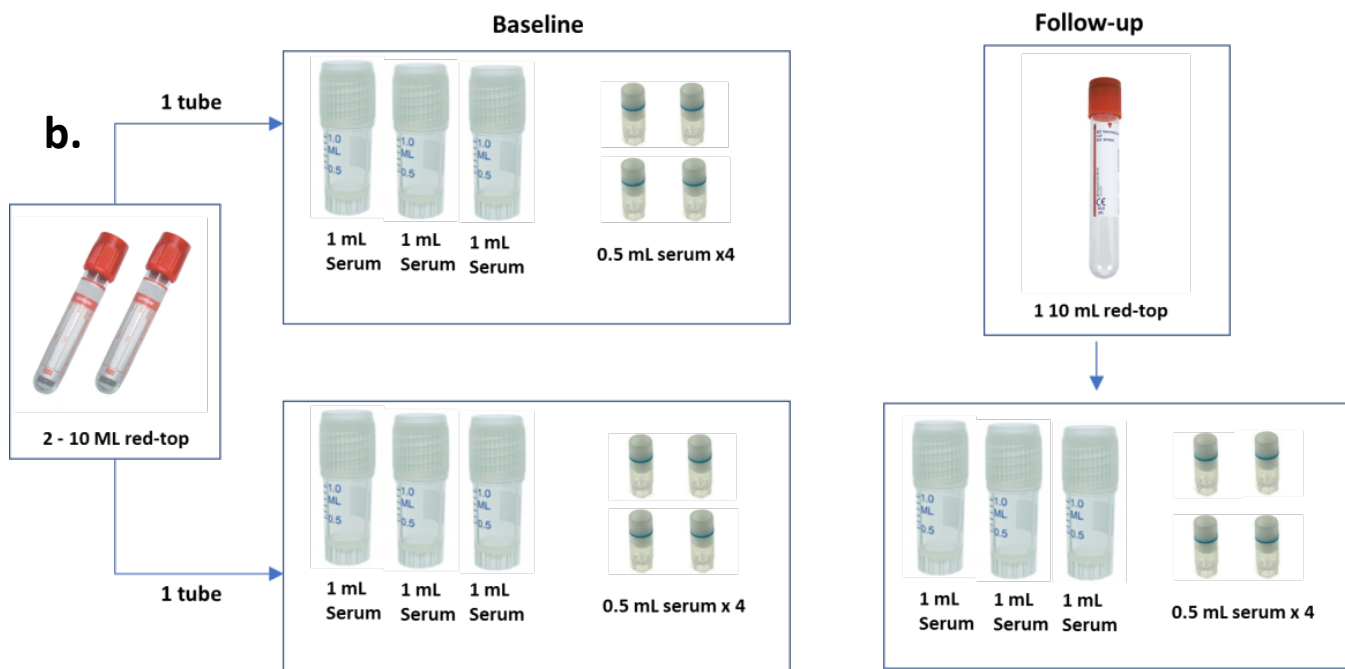 Baseline
Follow-up
b.
1 tube
1.0
ML
0.5
1.0
ML
0.5
1.0
ML
0.5
1 mL
Serum
1 mL
Serum
1 mL
Serum
0.5 mL serum x4
1 10 mL red-top
2 - 10 ML red-top
1 tube
1.0
ML
0.5
1.0
ML
0.5
1.0
ML
0.5
1 mL
Serum
1 mL
Serum
1 mL
Serum
0.5 mL serum x 4
1.0
ML
0.5
1.0
ML
0.5
1.0
ML
0.5
1 mL
Serum
1 mL
Serum
1 mL
Serum
0.5 mL serum x 4